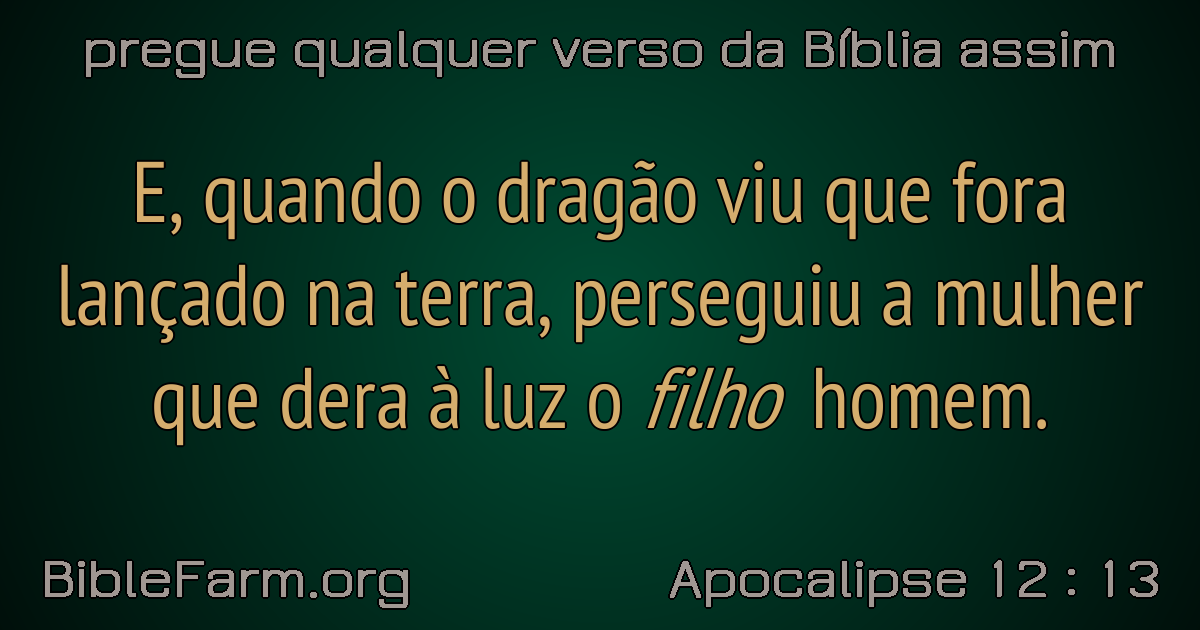 pregue qualquer verso da Bíblia assim
E, quando o dragão viu que fora
lançado na terra, perseguiu a mulher
que dera à luz o filho homem.
BibleFarm.org
Apocalipse 12 : 13